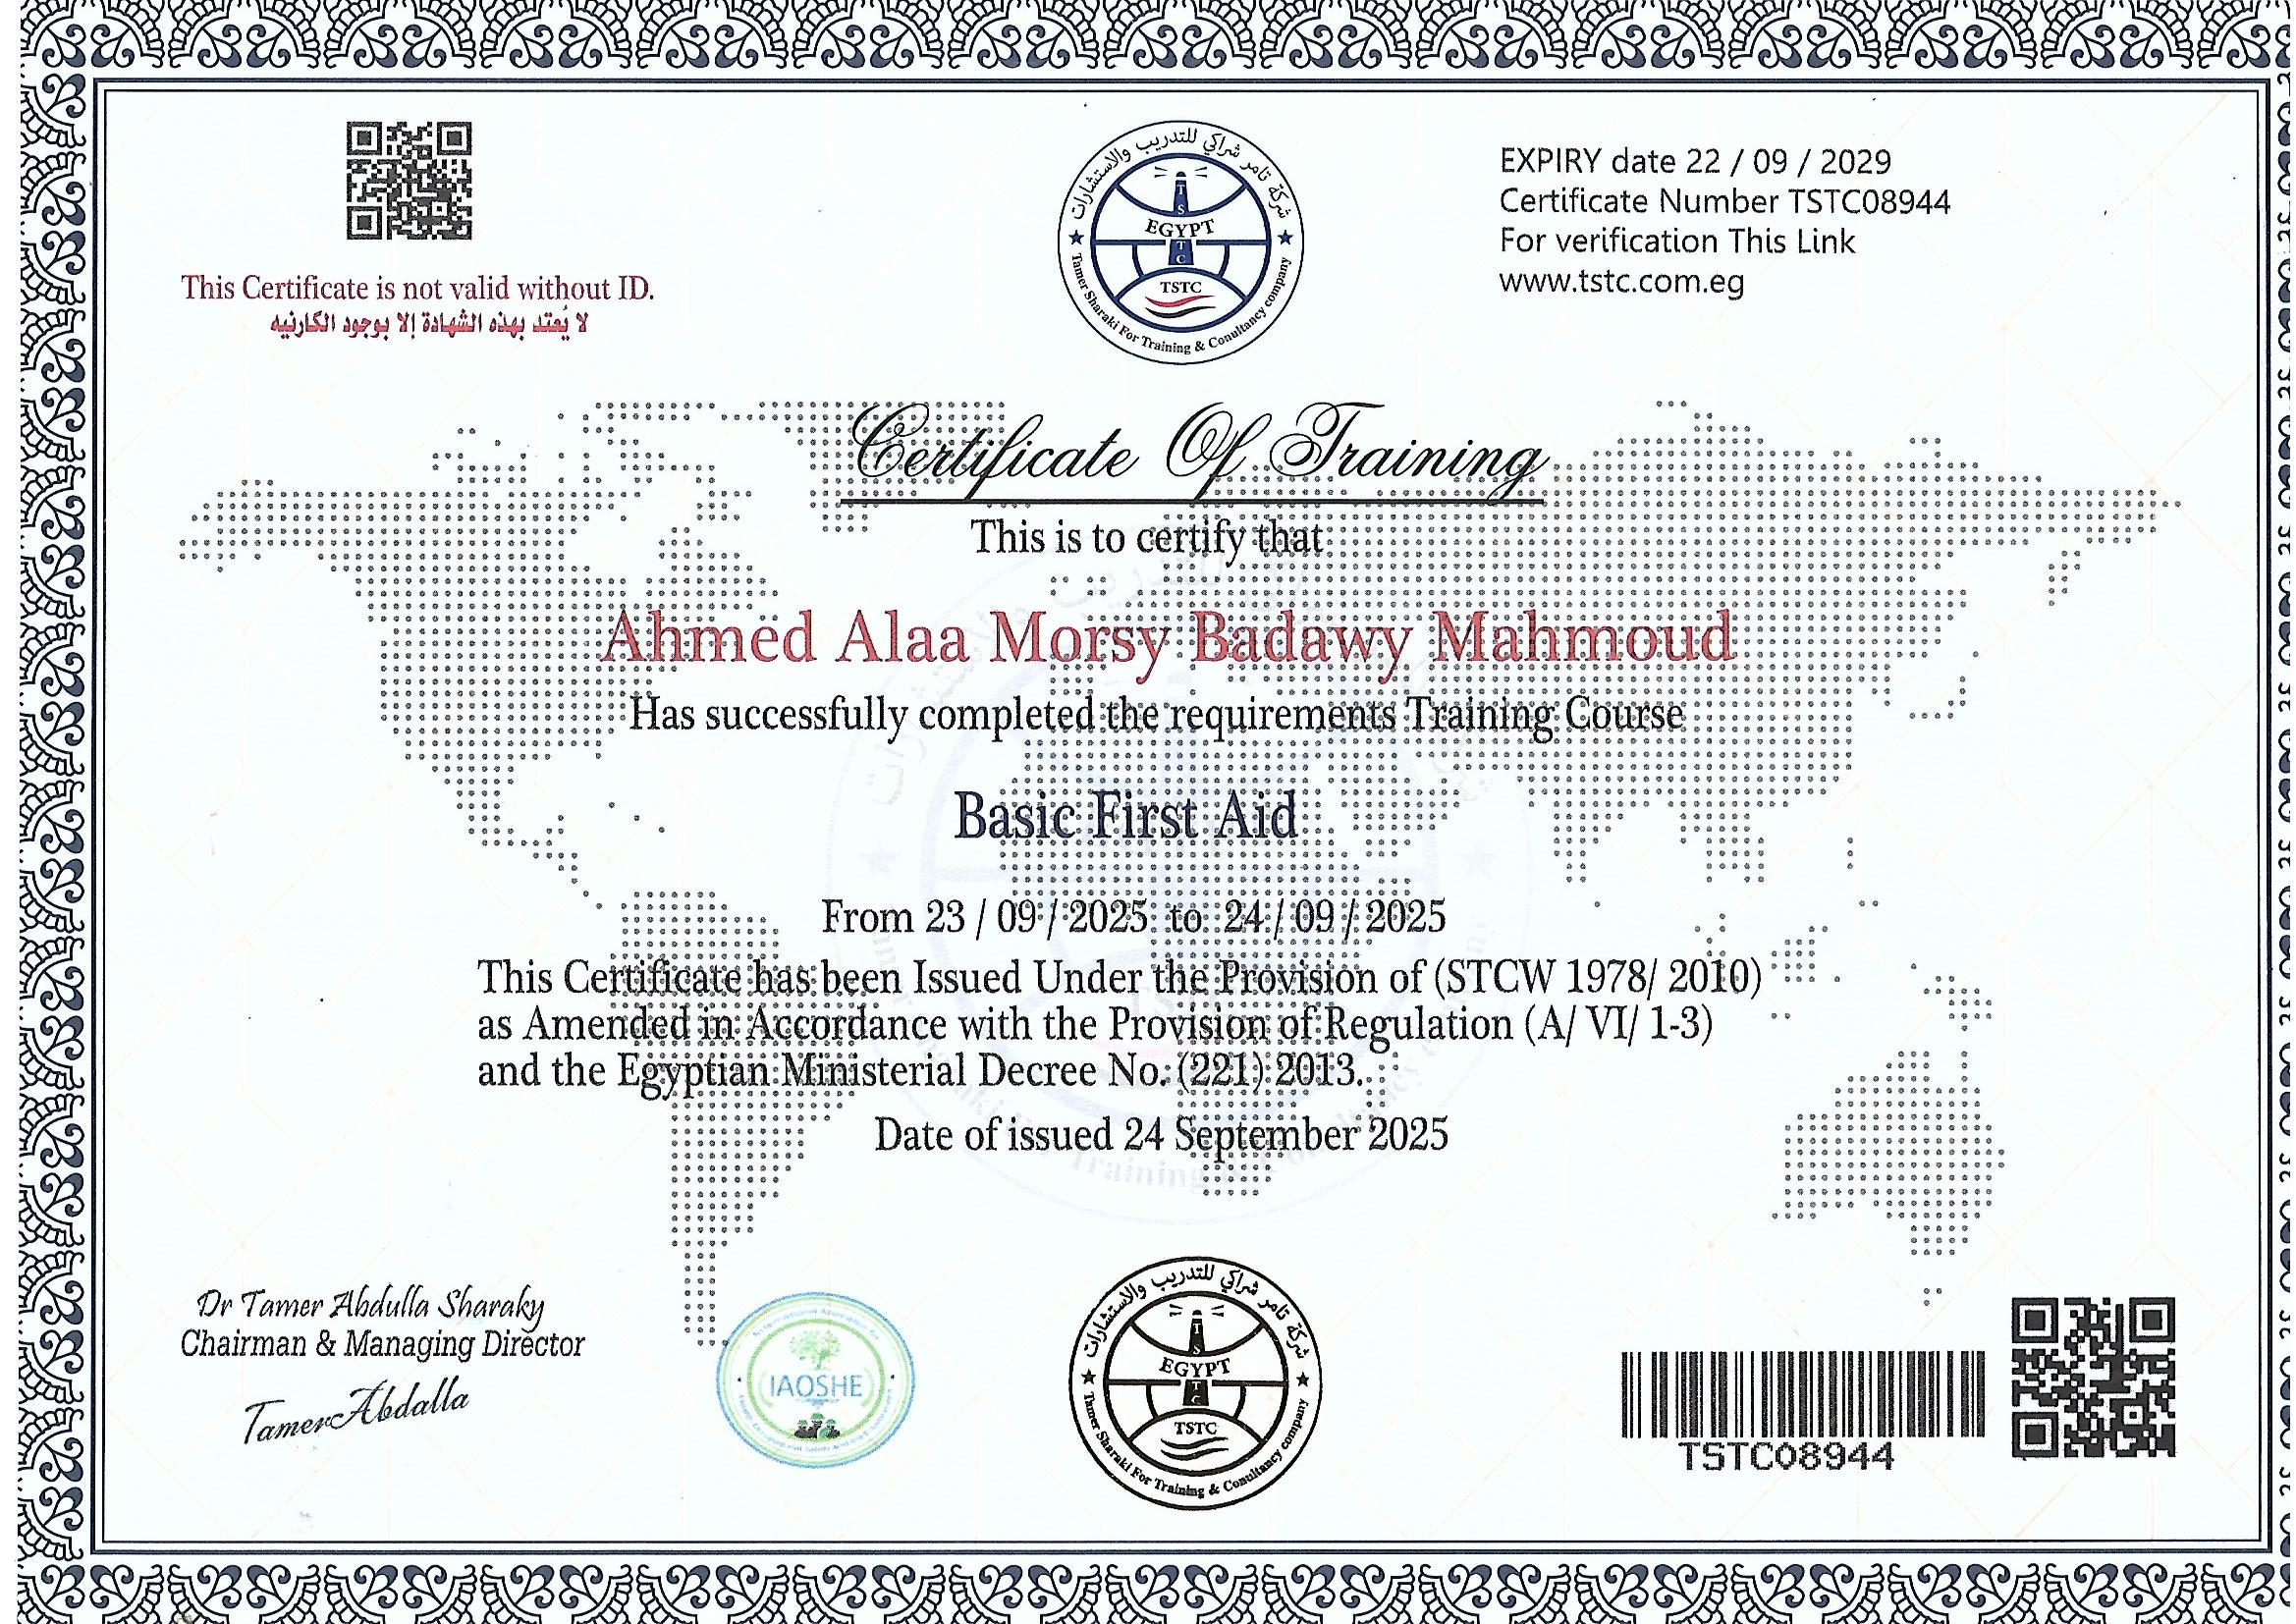 This Certificate is not valid without ID.
لا يُعتد بهذه الشهادة إلا بوجود الكارنيه
شركة تامر شراكي للتدريب والاستشارات
EGYPT
TSTC
Tamer Sharaki For Training & Conultancy company
EXPIRY date 22 / 09 / 2029
Certificate Number TSTC08944
For verification This Link
www.tstc.com.eg
Certificate Of Training
This is to certify that
Ahmed Alaa Morsy Badawy Mahmoud
Has successfully completed the requirements Training Course
Basic First Aid
From 23 / 09 / 2025 to 24 / 09 / 2025
This Certificate has been Issued Under the Provision of (STCW 1978/ 2010)
as Amended in Accordance with the Provision of Regulation (A/ VI/ 1-3)
and the Egyptian Ministerial Decree No. (221) 2013.
Date of issued 24 September 2025
Dr Tamer Abdulla Sharaky
Chairman & Managing Director
Tamer Abdalla
IAOSHE
شركة تامر شراكي للتدريب والاستشارات
EGYPT
TSTC
Tamer Sharaki For Training & Conultancy company
TSTC08944